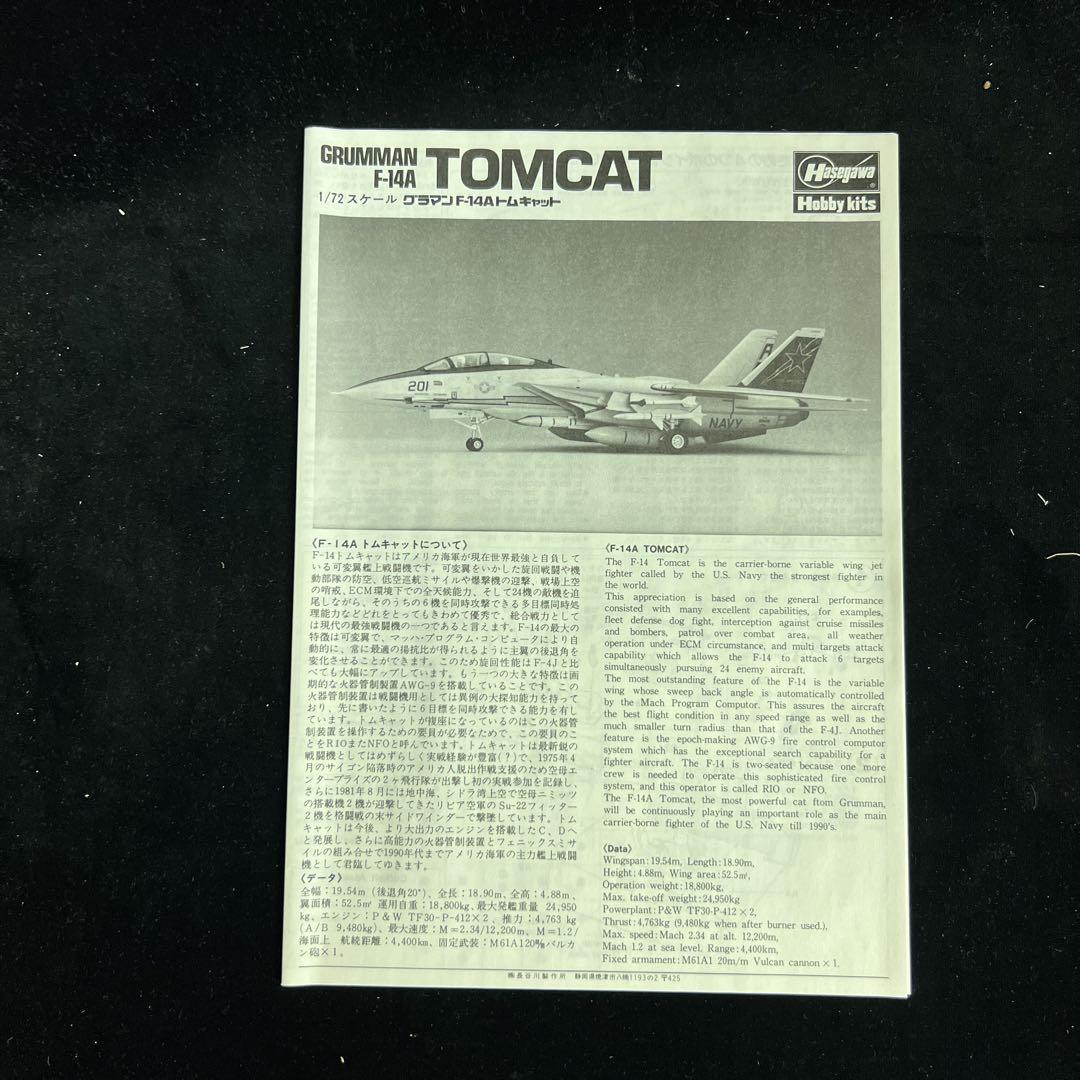 GRUMMAN
F-14A
TOMCAT
1/72スケール グラマンF-14Aトムキャット
Hasegawa
Hobby kits
201
NAVY
〈F-14A トムキャットについて〉
F-14トムキャットはアメリカ海軍が現在世界最強と自負して
いる可変翼艦上戦闘機です。可変翼をいかした旋回戦闘や機
動部隊の防空、低空巡航ミサイルや爆撃機の迎撃、戦場上空
の哨戒、ECM環境下での全天候能力、そして24機の敵機を追
尾しながら、そのうちの6機を同時攻撃できる多目標同時処
理能力などどれをとってもきわめて優秀で、総合戦力としては
は現代の最強戦闘機の一つであると言えます。F-14の最大の
特徴は可変翼で、マッハ・プログラム・コンピュータにより自
動的に、常に最適の揚抗比が得られるように主翼の後退角を
変化させることができます。このため旋回性能はF-4Jと比
べても大幅にアップしています。もう一つの大きな特徴は画
期的な火器管制装置AWG-9を搭載していることです。この
火器管制装置は戦闘機用としては異例の大探知能力を持って
おり、先に書いたように6目標を同時攻撃できる能力を有し
ています。トムキャットが複座になっているのはこの火器管
制装置を操作するための要員が必要なためで、この要員のこ
とをRIOまたNFOと呼んでいます。トムキャットは最新鋭の
戦闘機としてはめずらしく実戦経験が豊富(?)で、1975年4
月のサイゴン陥落時のアメリカ人脱出作戦支援のため空母エ
ンタープライズの2ヶ飛行隊が出撃し初の実戦参加を記録し、
さらに1981年8月には地中海、シドラ湾上空で空母ニミッツ
の搭載機2機が迎撃してきたリビア空軍のSu-22フィッター
2機を格闘戦の末サイドワインダーで撃墜しています。トム
キャットは今後、より大出力のエンジンを搭載したC、Dへ
と発展し、さらに高能力の火器管制装置とフェニックスミサ
イルの組み合せで1990年代までアメリカ海軍の主力艦上戦闘
機として君臨してゆきます。
〈データ〉
全幅：19.54m（後退角20°）、全長：18.90m、全高：4.88m、
翼面積：52.5㎡ 運用自重：18,800kg、最大発艦重量 24,950
kg、エンジン：P＆W TF30-P-412×2、推力：4,763 kg
(A/B 9,480kg)、最大速度：M＝2.34/12,200m、M＝1.2/
海面上 航続距離：4,400km、固定武装：M61A120㎜バルカ
ン砲×1。
〈F-14A TOMCAT〉
The F-14 Tomcat is the carrier-borne variable wing jet
fighter called by the U.S. Navy the strongest fighter in
the world.
This appreciation is based on the general performance
consisted with many excellent capabilities, for examples,
fleet defense dog fight, interception against cruise missiles
and bombers, patrol over combat area, all weather
operation under ECM circumstance, and multi targets attack
capability which allows the F-14 to attack 6 targets
simultaneously pursuing 24 enemy aircraft.
The most outstanding feature of the F-14 is the variable
wing whose sweep back angle is automatically controlled
by the Mach Program Computor. This assures the aircraft
the best flight condition in any speed range as well as the
much smaller turn radius than that of the F-4J. Another
feature is the epoch-making AWG-9 fire control computor
system which has the exceptional search capability for a
fighter aircraft. The F-14 is two-seated because one more
crew is needed to operate this sophisticated fire control
system, and this operator is called RIO or NFO.
The F-14A Tomcat, the most powerful cat ftom Grumman,
will be continuously playing an important role as the main
carrier-borne fighter of the U.S. Navy till 1990's.
〈Data〉
Wingspan:19.54m, Length:18.90m,
Height:4.88m, Wing area:52.5㎡,
Operation weight:18,800kg,
Max. take-off weight:24,950kg
Powerplant:P&W TF30-P-412×2,
Thrust:4,763kg (9,480kg when after burner used.),
Max. speed:Mach 2.34 at alt. 12,200m,
Mach 1.2 at sea level, Range:4,400km,
Fixed armament:M61A1 20m/m Vulcan cannon×1.
㈱長谷川製作所 静岡県焼津市八楠1193の2 〒425